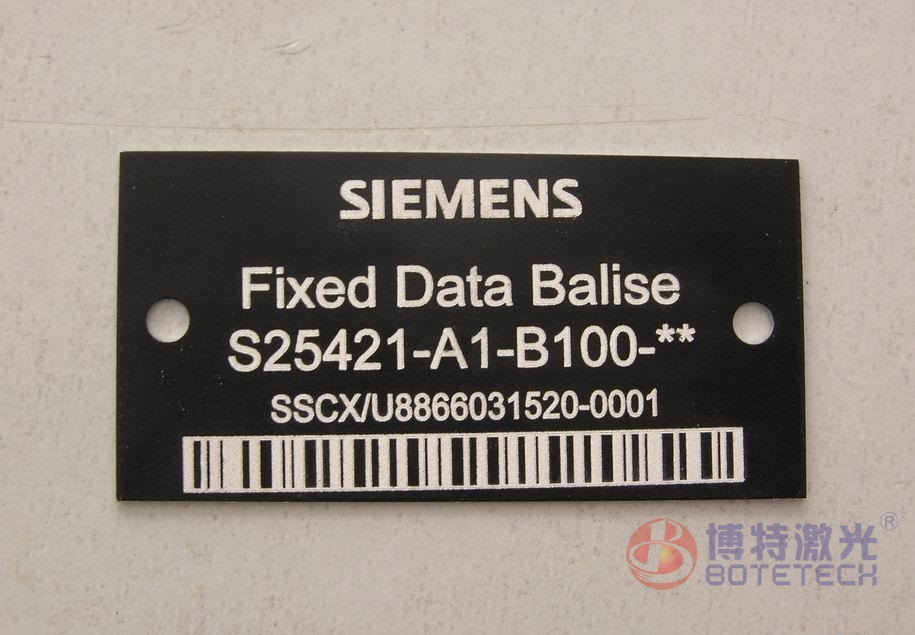 SIEMENS
Fixed Data Balise
S25421-A1-B100-**
SSCX/U8866031520-0001
博特激光®
BOTETECH